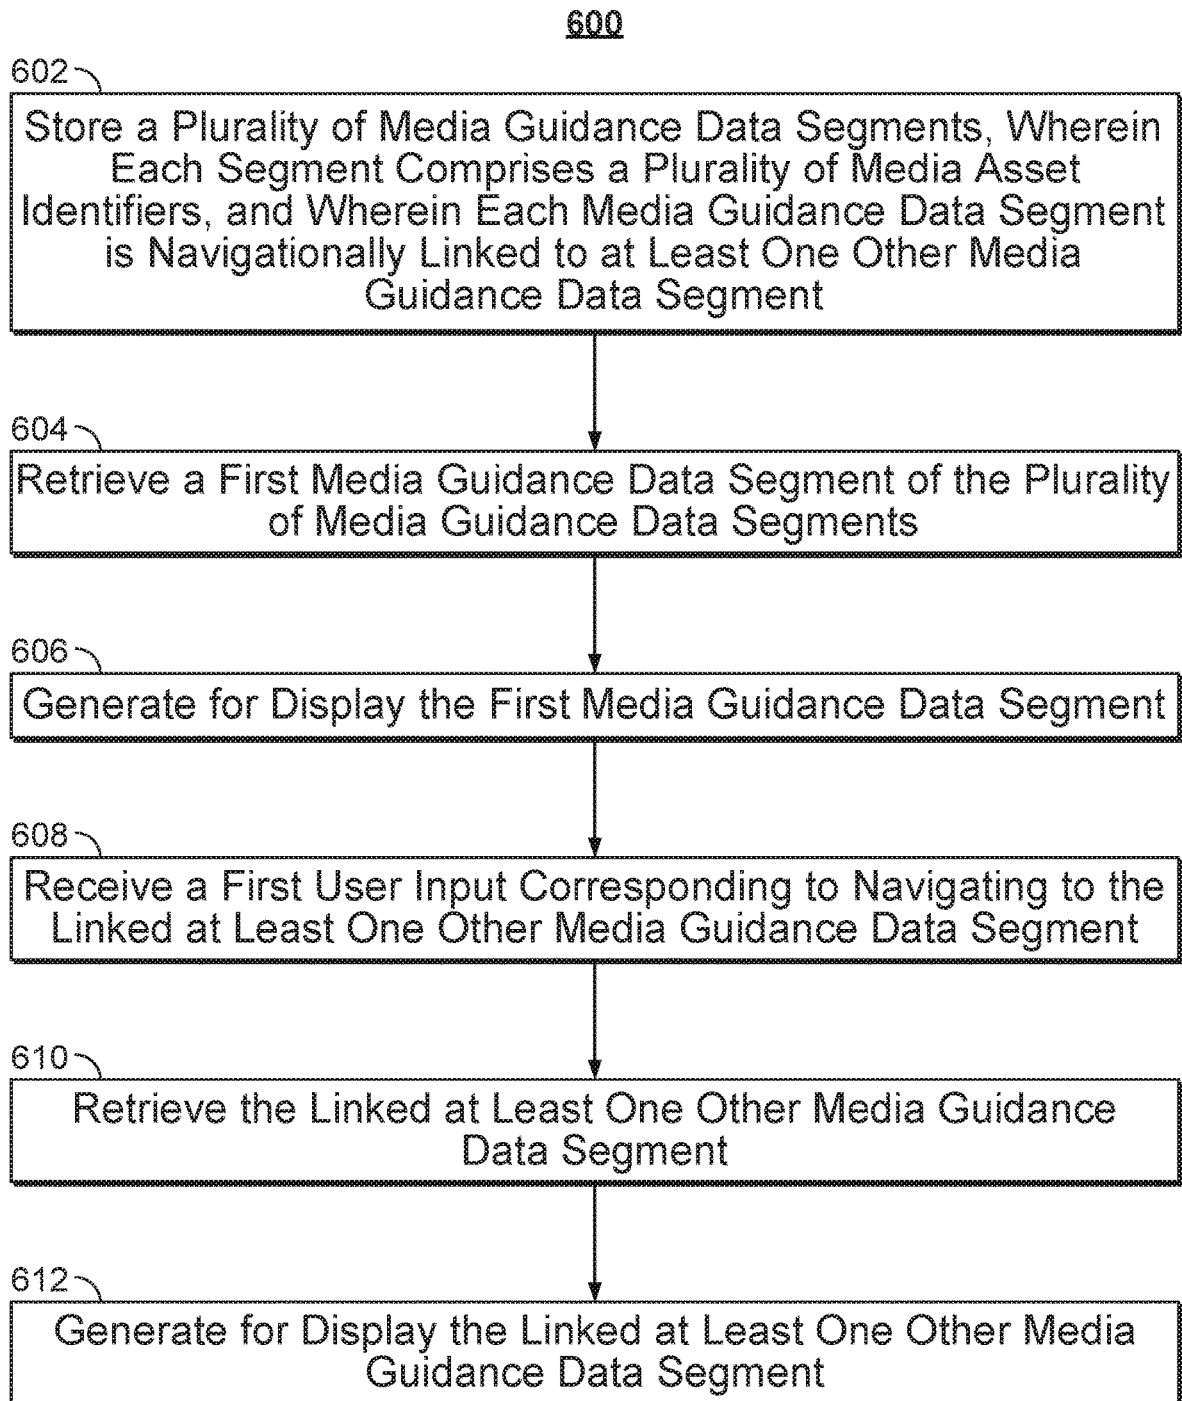 600
602
Store a Plurality of Media Guidance Data Segments, Wherein
Each Segment Comprises a Plurality of Media Asset
Identifiers, and Wherein Each Media Guidance Data Segment
is Navigationally Linked to at Least One Other Media
Guidance Data Segment
604
Retrieve a First Media Guidance Data Segment of the Plurality
of Media Guidance Data Segments
606
Generate for Display the First Media Guidance Data Segment
608
Receive a First User Input Corresponding to Navigating to the
Linked at Least One Other Media Guidance Data Segment
610
Retrieve the Linked at Least One Other Media Guidance
Data Segment
612
Generate for Display the Linked at Least One Other Media
Guidance Data Segment